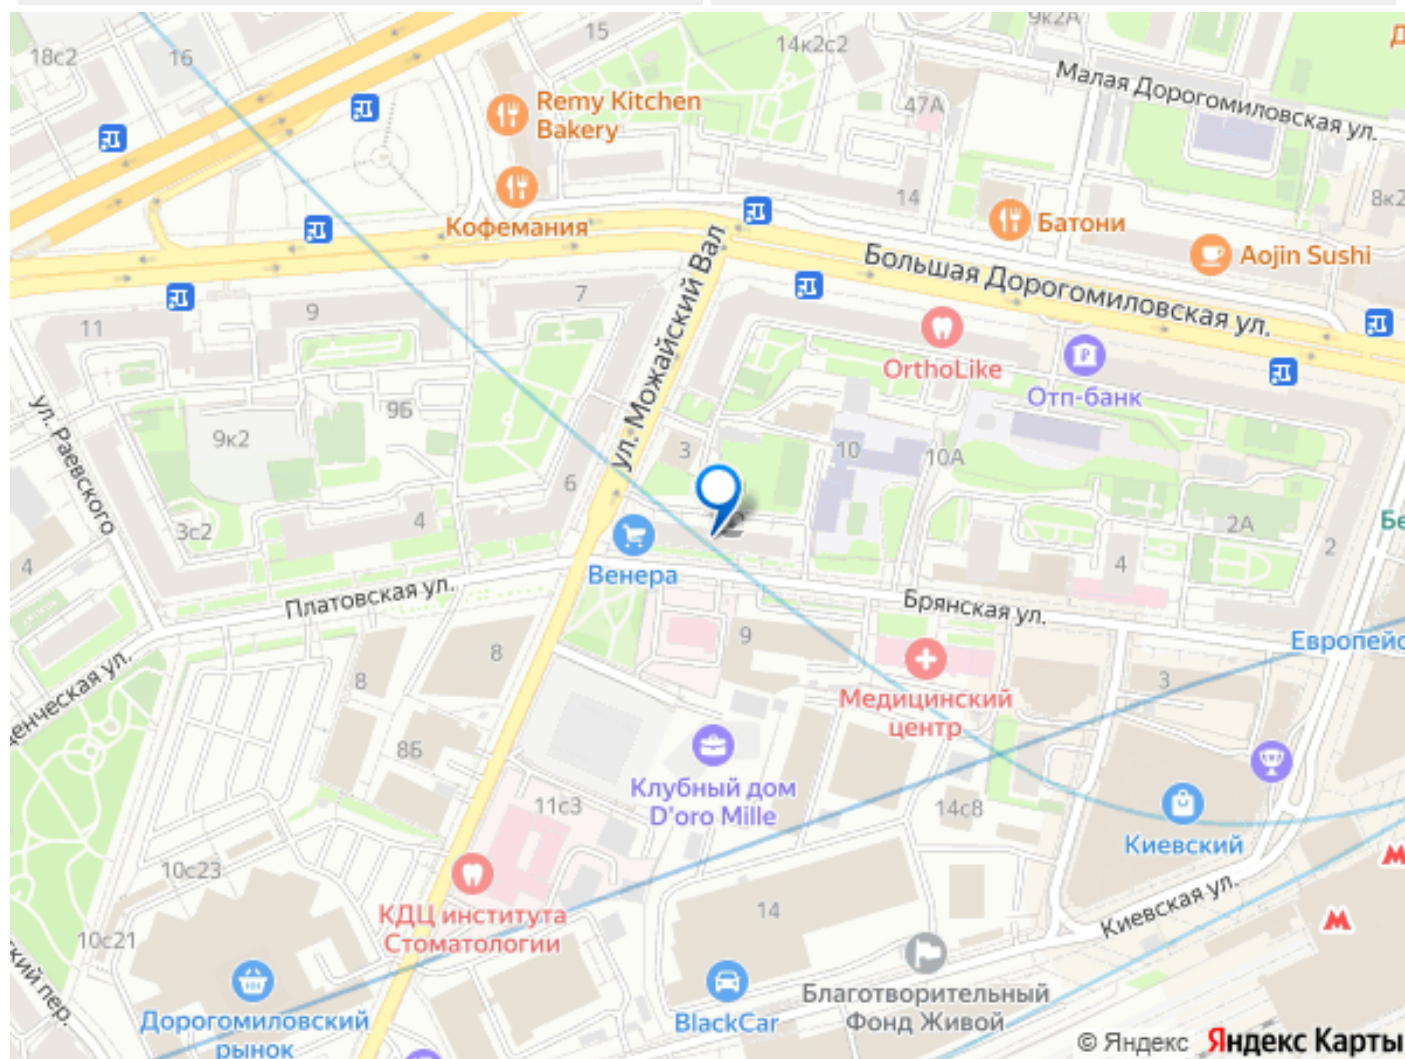 9к2А
15
14к2с2
18с2
16
Малая Дорогомиловская ул.
Remy Kitchen
Bakery
47А
14
8к2
Кофемания
Батони
Aojin Sushi
Большая Дорогомиловская ул.
ул. Можайский Вал
7
9
11
OrthoLike
Отп-банк
9Б
9к2
ул. Раевского
3
10
10А
6
3с2
4
2А
2
4
4
Венера
Платовская ул.
Брянская ул.
9
Европейс
8
8
3
Медицинский
центр
8Б
Клубный дом
D'oro Mille
11с3
14с8
Киевский
10с23
КДЦ института
Стоматологии
14
Киевская ул.
10с21
Благотворительный
Фонд Живой
BlackCar
Дорогомиловский
рынок
© Яндекс Яндекс Карты